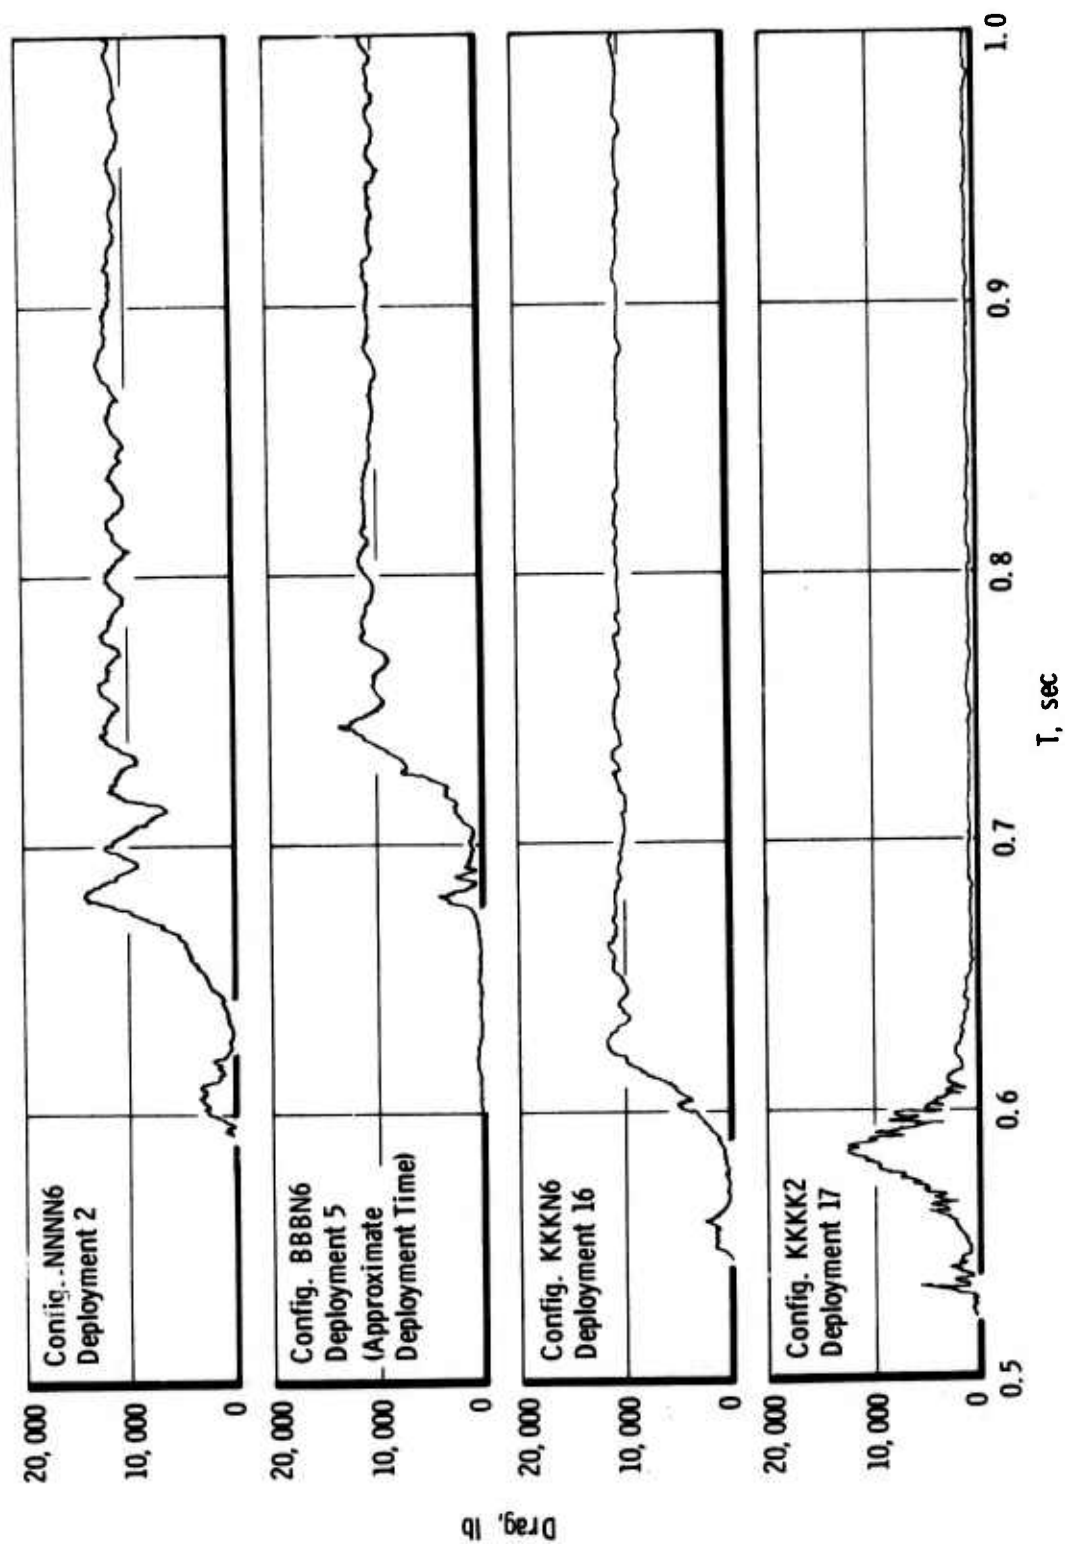 20,000
10,000
0
Config. NNNN6
Deployment 2
20,000
10,000
0
Config. BBBN6
Deployment 5
(Approximate
Deployment Time)
20,000
10,000
0
Config. KKKN6
Deployment 16
20,000
10,000
0
Config. KKKK2
Deployment 17
Drag, lb
0.5
0.6
0.7
0.8
0.9
1.0
T, sec